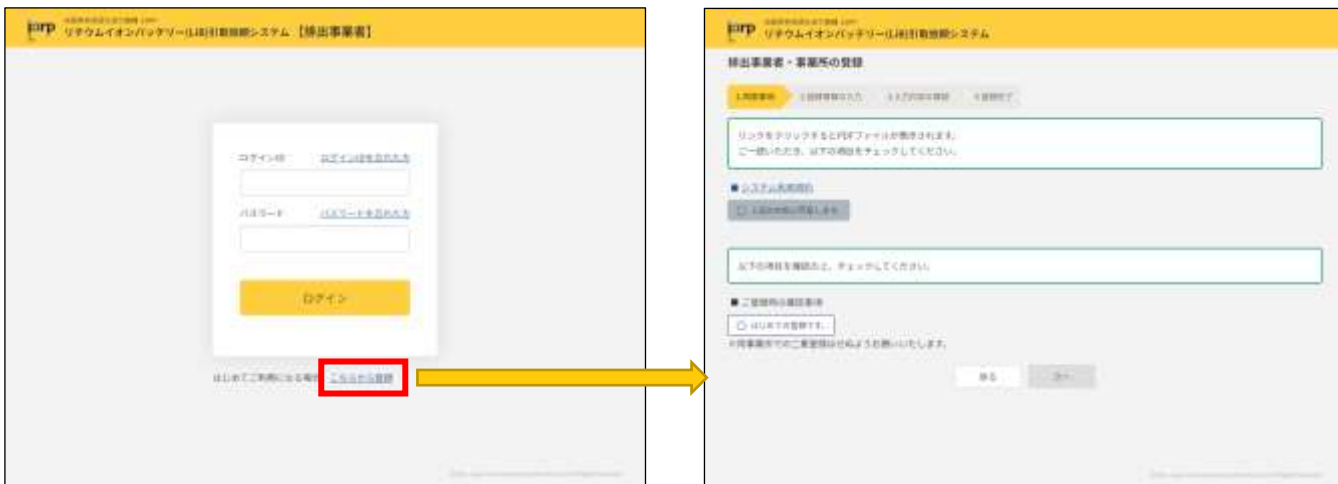 jarp
リチウムイオンバッテリー(LiB)引取依頼システム 【排出事業者】
ログインID ログインIDを忘れた方
パスワード パスワードを忘れた方
ログイン
はじめてご利用になる場合 こちらから登録
jarp
リチウムイオンバッテリー(LiB)引取依頼システム
排出事業者・事業所の登録
1.同意事項 2.登録情報の入力 3.入力内容の確認 4.登録完了
リンクをクリックするとPDFファイルが表示されます。
ご一読いただき、以下の項目をチェックしてください。
■ システム利用規約
以下の項目を確認の上、チェックしてください。
■ ご登録時の確認事項
はじめての登録です。
※同事業所での二重登録はせぬようお願いいたします。
戻る 次へ